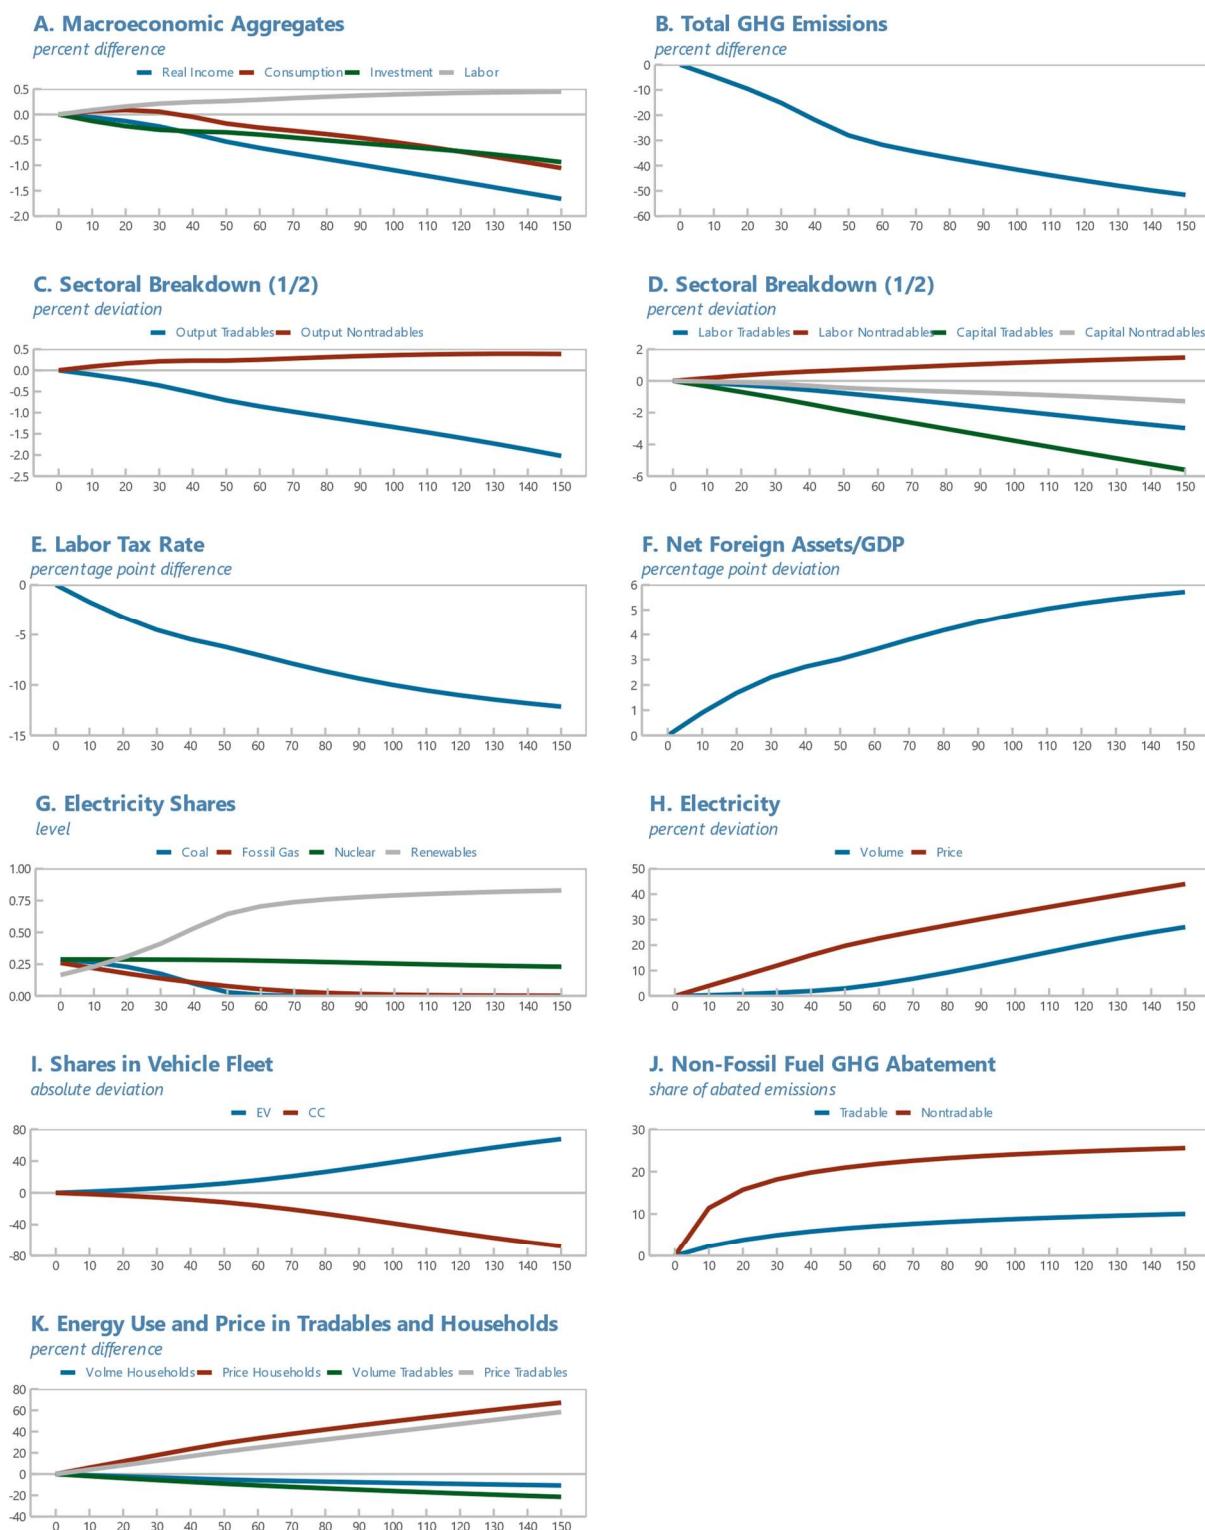 A. Macroeconomic Aggregates
percent difference
Real Income Consumption Investment Labor
0.5
0.0
-0.5
-1.0
-1.5
-2.0
0 10 20 30 40 50 60 70 80 90 100 110 120 130 140 150
B. Total GHG Emissions
percent difference
0
-10
-20
-30
-40
-50
-60
0 10 20 30 40 50 60 70 80 90 100 110 120 130 140 150
C. Sectoral Breakdown (1/2)
percent deviation
Output Tradables Output Nontradables
0.5
0.0
-0.5
-1.0
-1.5
-2.0
-2.5
0 10 20 30 40 50 60 70 80 90 100 110 120 130 140 150
D. Sectoral Breakdown (1/2)
percent deviation
Labor Tradables Labor Nontradables Capital Tradables Capital Nontradables
2
0
-2
-4
-6
0 10 20 30 40 50 60 70 80 90 100 110 120 130 140 150
E. Labor Tax Rate
percentage point difference
0
-5
-10
-15
0 10 20 30 40 50 60 70 80 90 100 110 120 130 140 150
F. Net Foreign Assets/GDP
percentage point deviation
6
5
4
3
2
1
0
0 10 20 30 40 50 60 70 80 90 100 110 120 130 140 150
G. Electricity Shares
level
Coal Fossil Gas Nuclear Renewables
1.00
0.75
0.50
0.25
0.00
0 10 20 30 40 50 60 70 80 90 100 110 120 130 140 150
H. Electricity
percent deviation
Volume Price
50
40
30
20
10
0
0 10 20 30 40 50 60 70 80 90 100 110 120 130 140 150
I. Shares in Vehicle Fleet
absolute deviation
EV CC
80
40
0
-40
-80
0 10 20 30 40 50 60 70 80 90 100 110 120 130 140 150
J. Non-Fossil Fuel GHG Abatement
share of abated emissions
Tradable Nontradable
30
20
10
0
0 10 20 30 40 50 60 70 80 90 100 110 120 130 140 150
K. Energy Use and Price in Tradables and Households
percent difference
Volme Households Price Households Volume Tradables Price Tradables
80
60
40
20
0
-20
-40
0 10 20 30 40 50 60 70 80 90 100 110 120 130 140 150